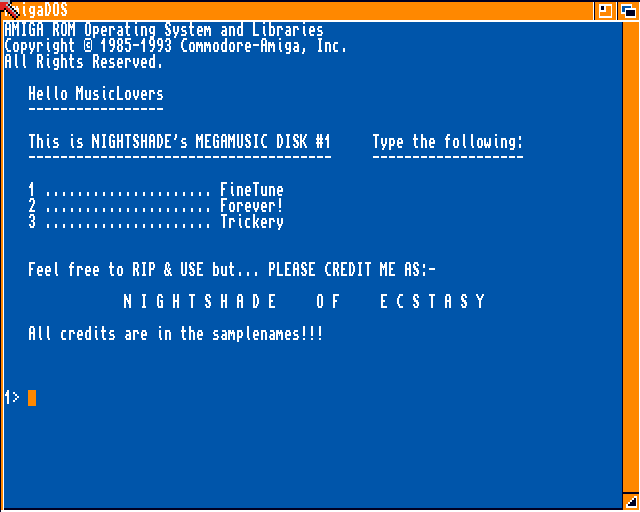 AmigaDOS
AMIGA ROM Operating System and Libraries
Copyright © 1985-1993 Commodore-Amiga, Inc.
All Rights Reserved.
Hello MusicLovers
-----------------
This is NIGHTSHADE's MEGAMUSIC DISK #1     Type the following:
--------------------------------------     -------------------
1 ..................... FineTune
2 ..................... Forever!
3 ..................... Trickery
Feel free to RIP & USE but... PLEASE CREDIT ME AS:-
N I G H T S H A D E     O F     E C S T A S Y
All credits are in the samplenames!!!
1>